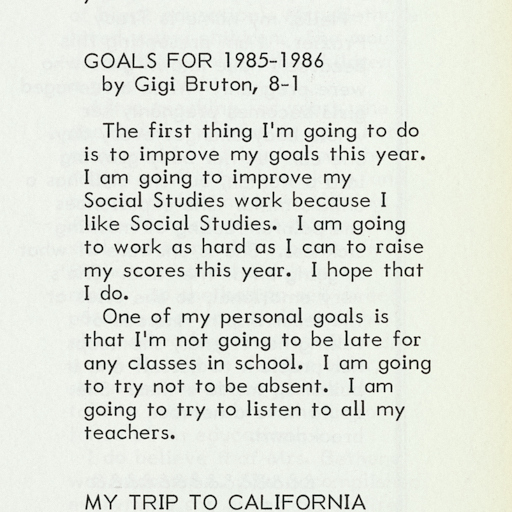 GOALS FOR 1985-1986
by Gigi Bruton, 8-1
The first thing I'm going to do
is to improve my goals this year.
I am going to improve my
Social Studies work because I
like Social Studies. I am going
to work as hard as I can to raise
my scores this year. I hope that
I do.
One of my personal goals is
that I'm not going to be late for
any classes in school. I am going
to try not to be absent. I am
going to try to listen to all my
teachers.
MY TRIP TO CALIFORNIA